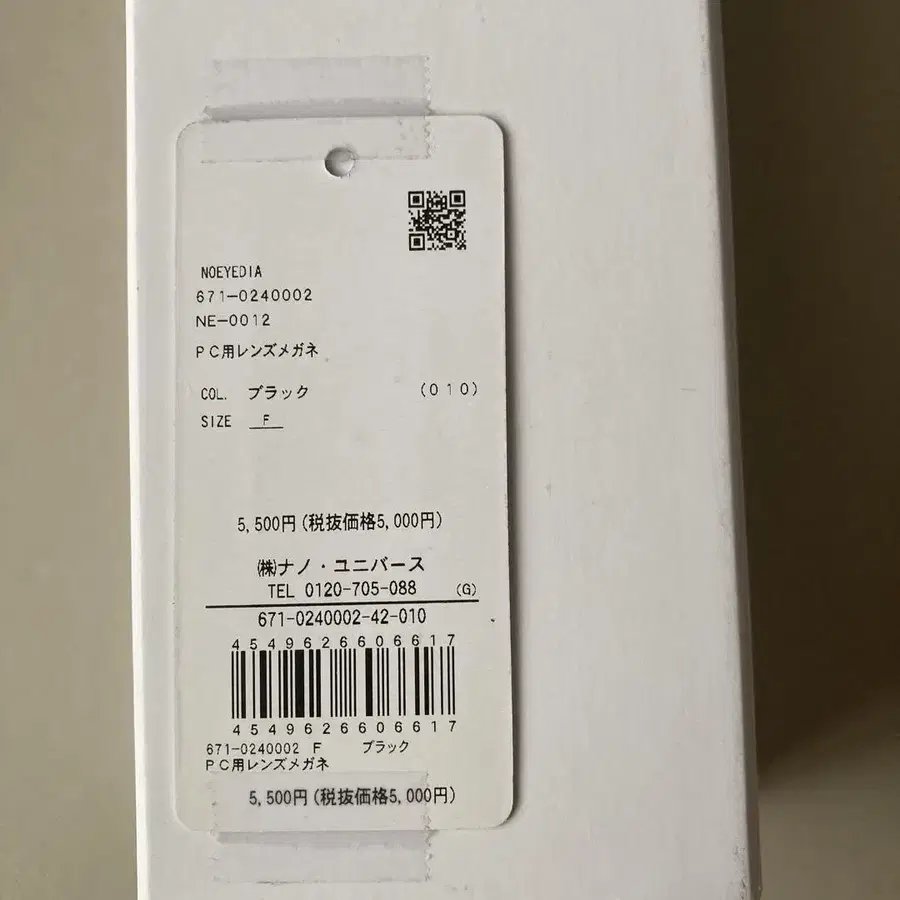 NOEYEDIA
671-0240002
NE-0012
PC用レンズメガネ
COL. ブラック (010)
SIZE F
5,500円(税抜価格5,000円)
㈱ナノ・ユニバース
TEL 0120-705-088 (G)
671-0240002-42-010
4549626606617
4549626606617
671-0240002 F ブラック
PC用レンズメガネ
5,500円(税抜価格5,000円)